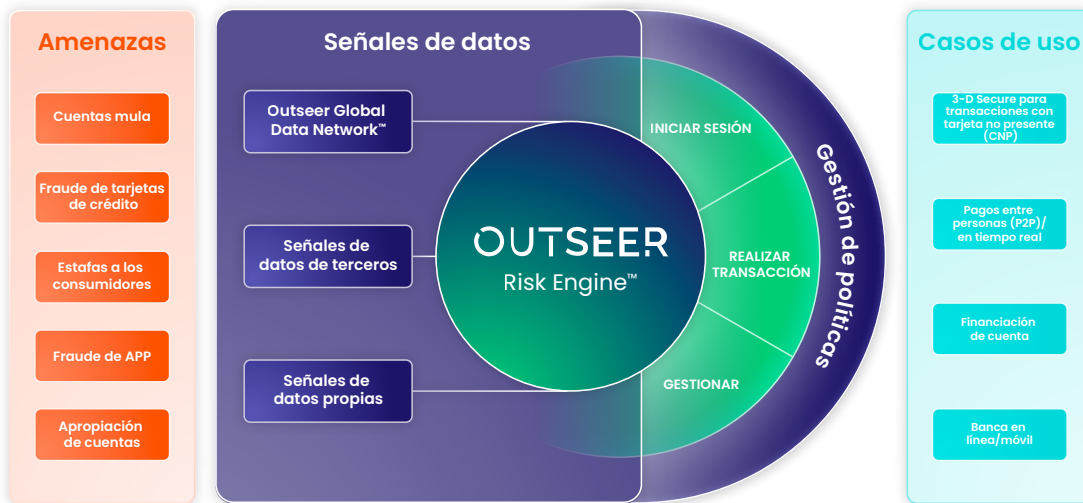 Amenazas
Cuentas mula
Fraude de tarjetas
de crédito
Estafas a los
consumidores
Fraude de APP
Apropiación
de cuentas
Señales de datos
Outseer Global
Data Network™
Señales de
datos de terceros
Señales de
datos propias
OUTSEER
Risk Engine™
INICIAR SESIÓN
REALIZAR
TRANSACCIÓN
GESTIONAR
Gestión de políticas
Casos de uso
3-D Secure para
transacciones con
tarjeta no presente
(CNP)
Pagos entre
personas (P2P)/
en tiempo real
Financiación
de cuenta
Banca en
línea/móvil